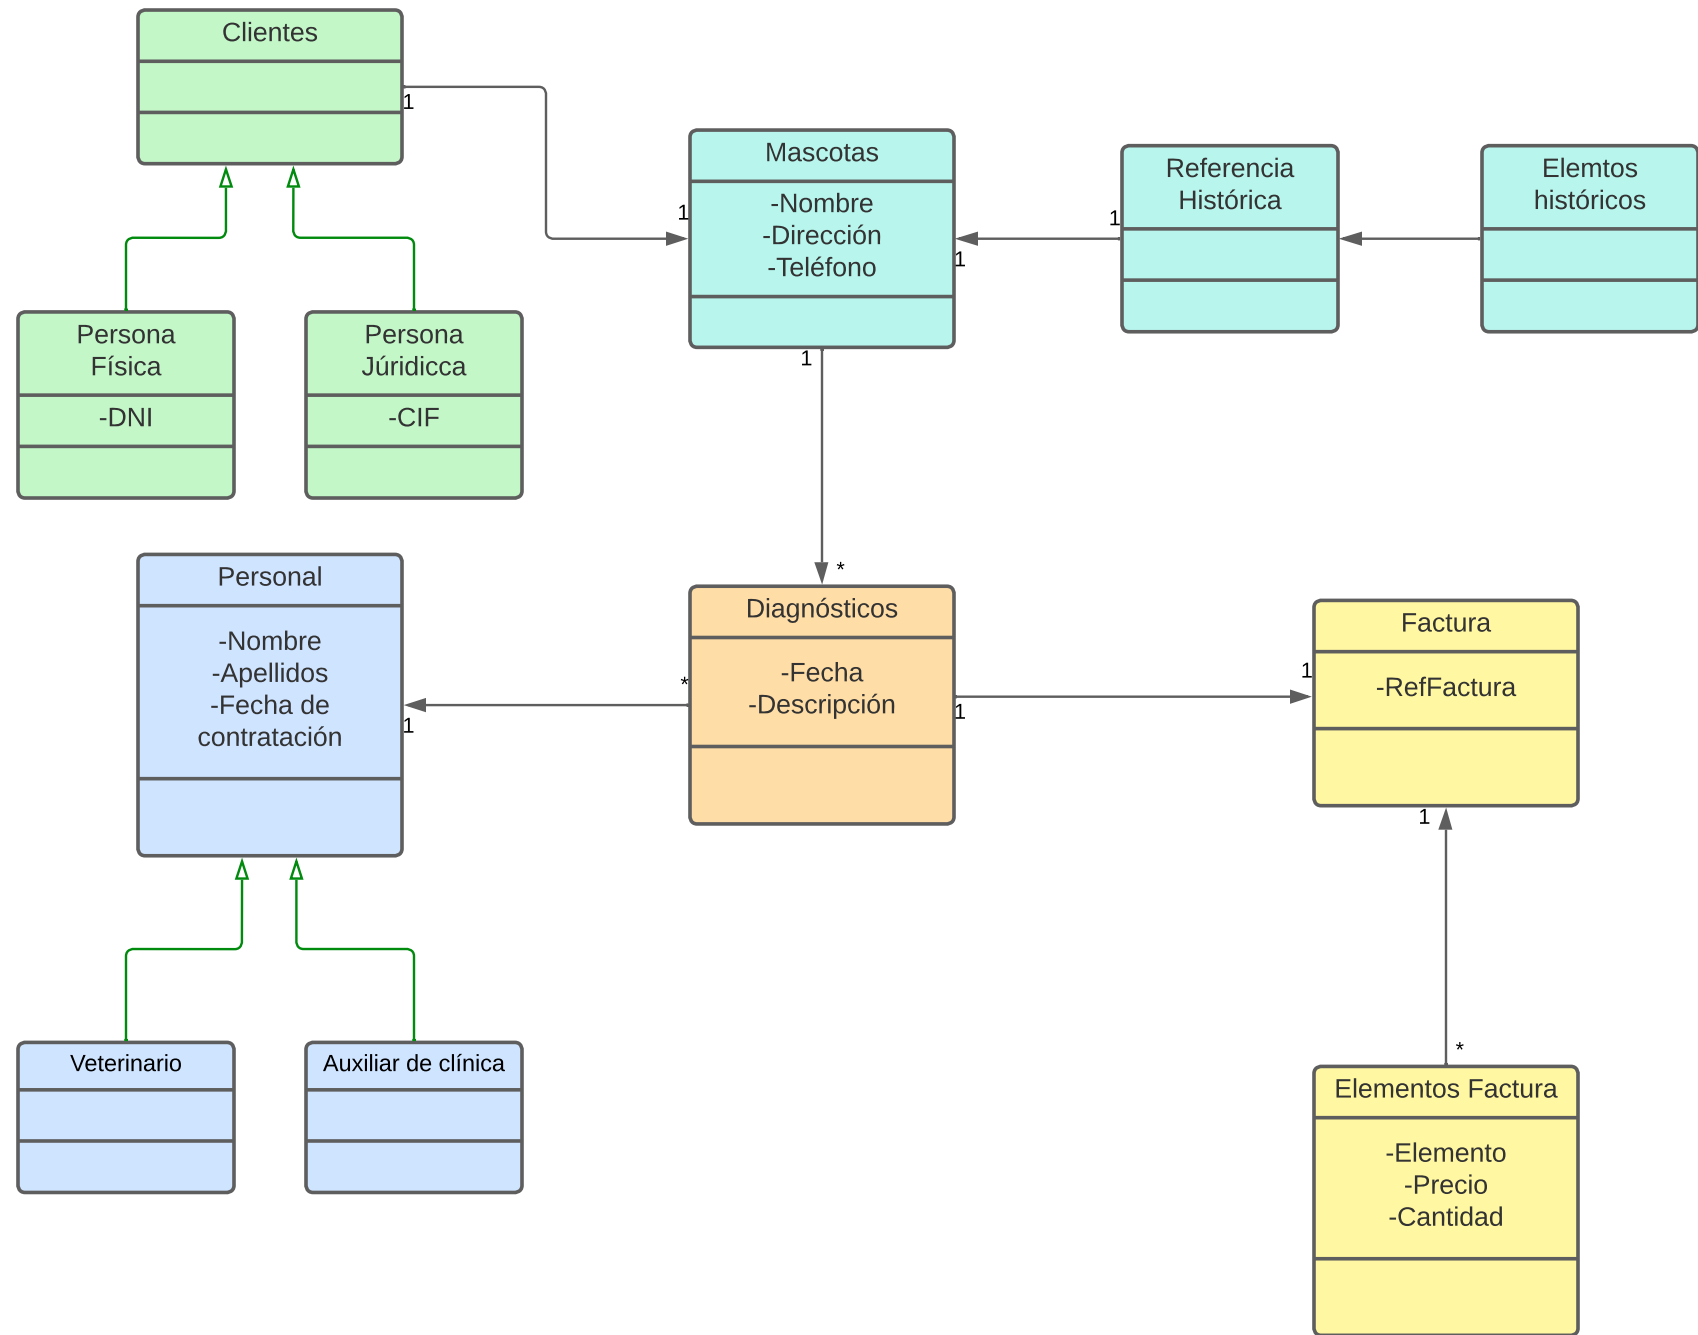 Clientes
1
Mascotas
-Nombre
-Dirección
-Teléfono
1
1
1
Referencia
Histórica
1
Elemtos
históricos
Persona
Física
-DNI
Persona
Júridicca
-CIF
Personal
-Nombre
-Apellidos
-Fecha de
contratación
1
*
*
Diagnósticos
-Fecha
-Descripción
1
1
Factura
-RefFactura
1
*
Veterinario
Auxiliar de clínica
Elementos Factura
-Elemento
-Precio
-Cantidad